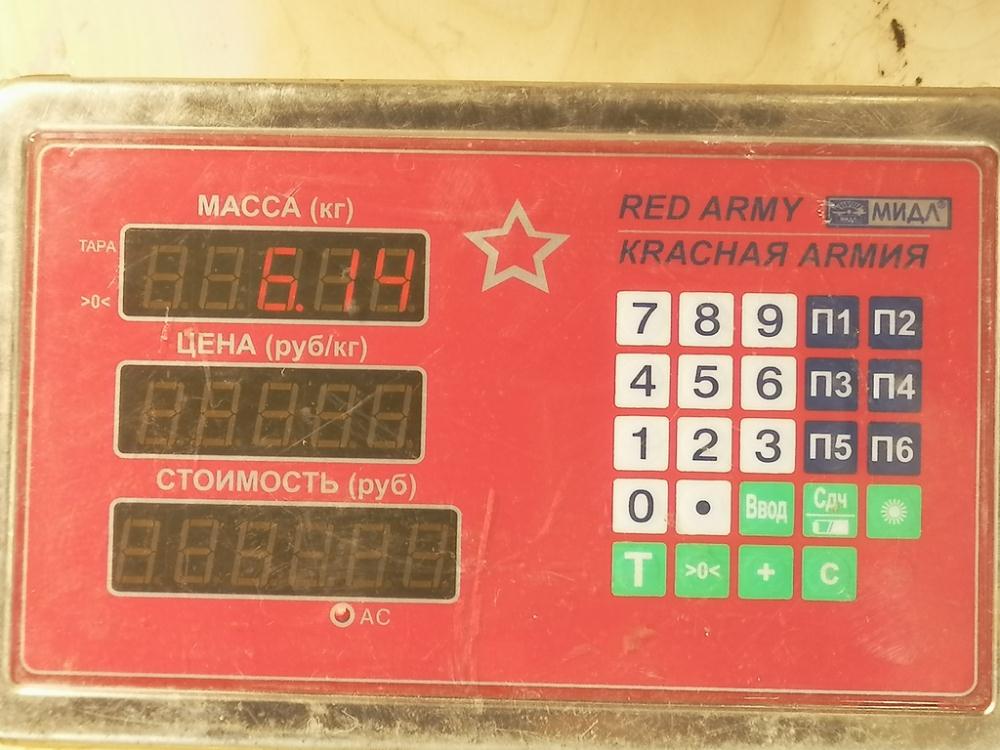 МАССА (кг)
ТАРА
6.14
>0<
ЦЕНА (руб/кг)
СТОИМОСТЬ (руб)
AC
RED ARMY МИДЛ®
КRАСНАЯ ARМИЯ
7 8 9 П1 П2
4 5 6 П3 П4
1 2 3 П5 П6
0 • Ввод Сдч
T >0< + C